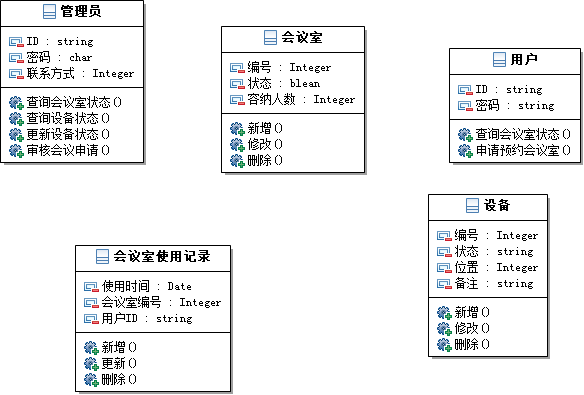 管理员
ID : string
密码 : char
联系方式 : Integer
查询会议室状态()
查询设备状态()
更新设备状态()
审核会议申请()
会议室
编号 : Integer
状态 : blean
容纳人数 : Integer
新增()
修改()
删除()
用户
ID : string
密码 : string
查询会议室状态()
申请预约会议室()
会议室使用记录
使用时间 : Date
会议室编号 : Integer
用户ID : string
新增()
更新()
删除()
设备
编号 : Integer
状态 : string
位置 : Integer
备注 : string
新增()
修改()
删除()